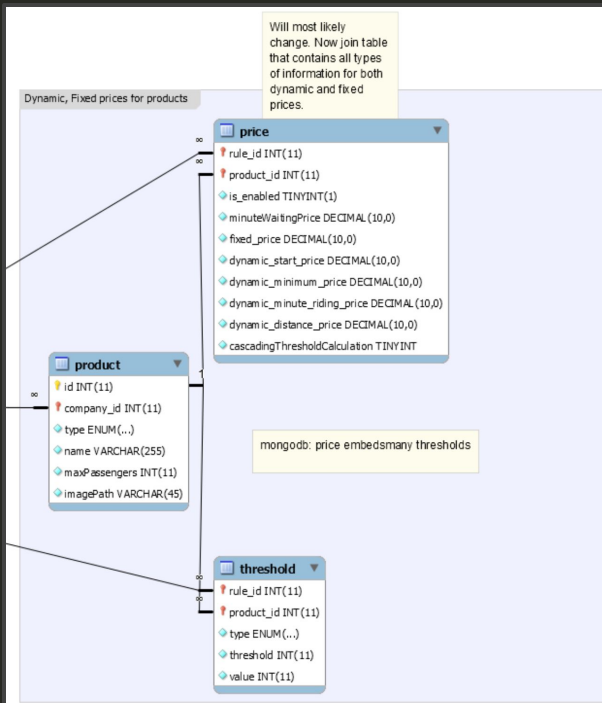 Will most likely
change. Now join table
that contains all types
of information for both
dynamic and fixed
prices.
Dynamic, Fixed prices for products
price
∞
rule_id INT(11)
∞
product_id INT(11)
is_enabled TINYINT(1)
minuteWaitingPrice DECIMAL(10,0)
fixed_price DECIMAL(10,0)
dynamic_start_price DECIMAL(10,0)
dynamic_minimum_price DECIMAL(10,0)
dynamic_minute_riding_price DECIMAL(10,0)
dynamic_distance_price DECIMAL(10,0)
cascadingThresholdCalculation TINYINT
product
1
id INT(11)
∞
company_id INT(11)
type ENUM(...)
name VARCHAR(255)
maxPassengers INT(11)
imagePath VARCHAR(45)
mongodb: price embedsmany thresholds
threshold
∞
rule_id INT(11)
∞
product_id INT(11)
type ENUM(...)
threshold INT(11)
value INT(11)